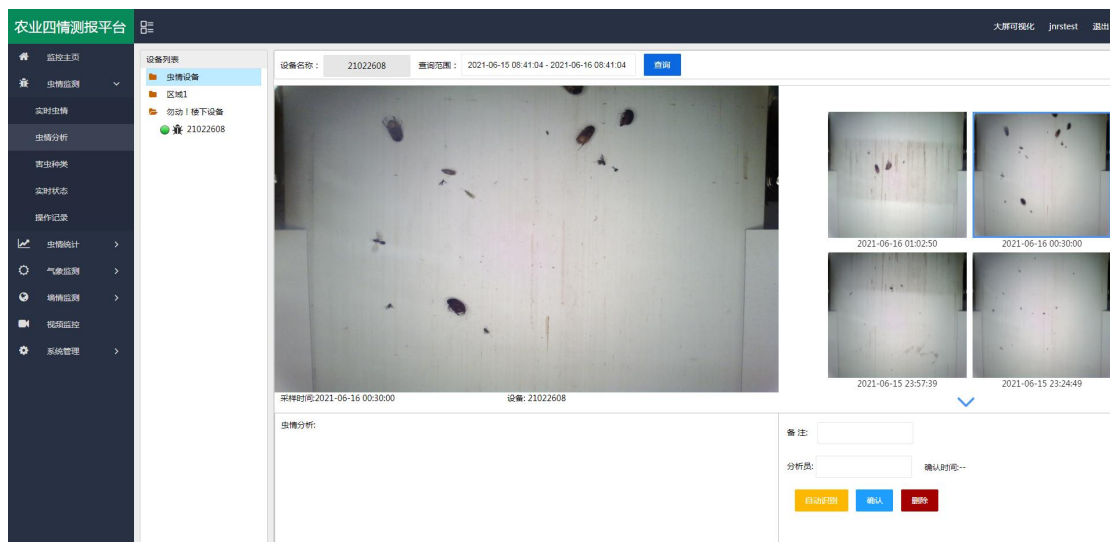 农业四情测报平台
大屏可视化 jnrstest 退出
监控主页
虫情监测
实时虫情
虫情分析
害虫种类
实时状态
操作记录
虫情统计
气象监测
墒情监测
视频监控
系统管理
设备列表
虫情设备
区域1
勿动！楼下设备
21022608
设备名称： 21022608 查询范围： 2021-06-15 08:41:04 - 2021-06-16 08:41:04 查询
2021-06-16 01:02:50 2021-06-16 00:30:00
2021-06-15 23:57:39 2021-06-15 23:24:49
采样时间:2021-06-16 00:30:00 设备: 21022608
虫情分析:
备 注:
分析员: 确认时间:--
自动识别 确认 删除